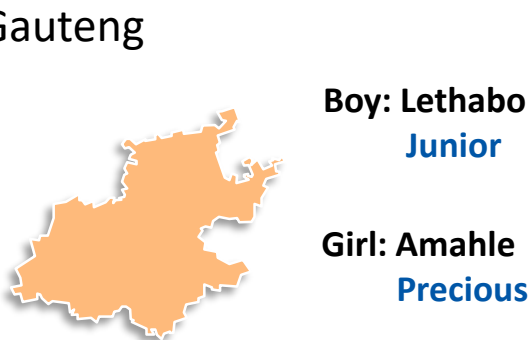 Gauteng
Boy: Lethabo
Junior
Girl: Amahle
Precious